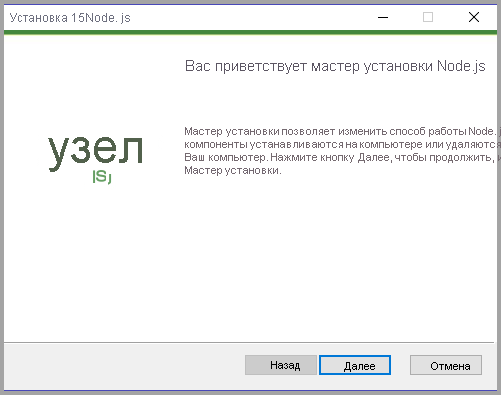 Установка 15Node. js
Вас приветствует мастер установки Node.js
узел
Мастер установки позволяет изменить способ работы Node.
компоненты устанавливаются на компьютере или удаляются
Ваш компьютер. Нажмите кнопку Далее, чтобы продолжить, и
Мастер установки.
Назад
Далее
Отмена